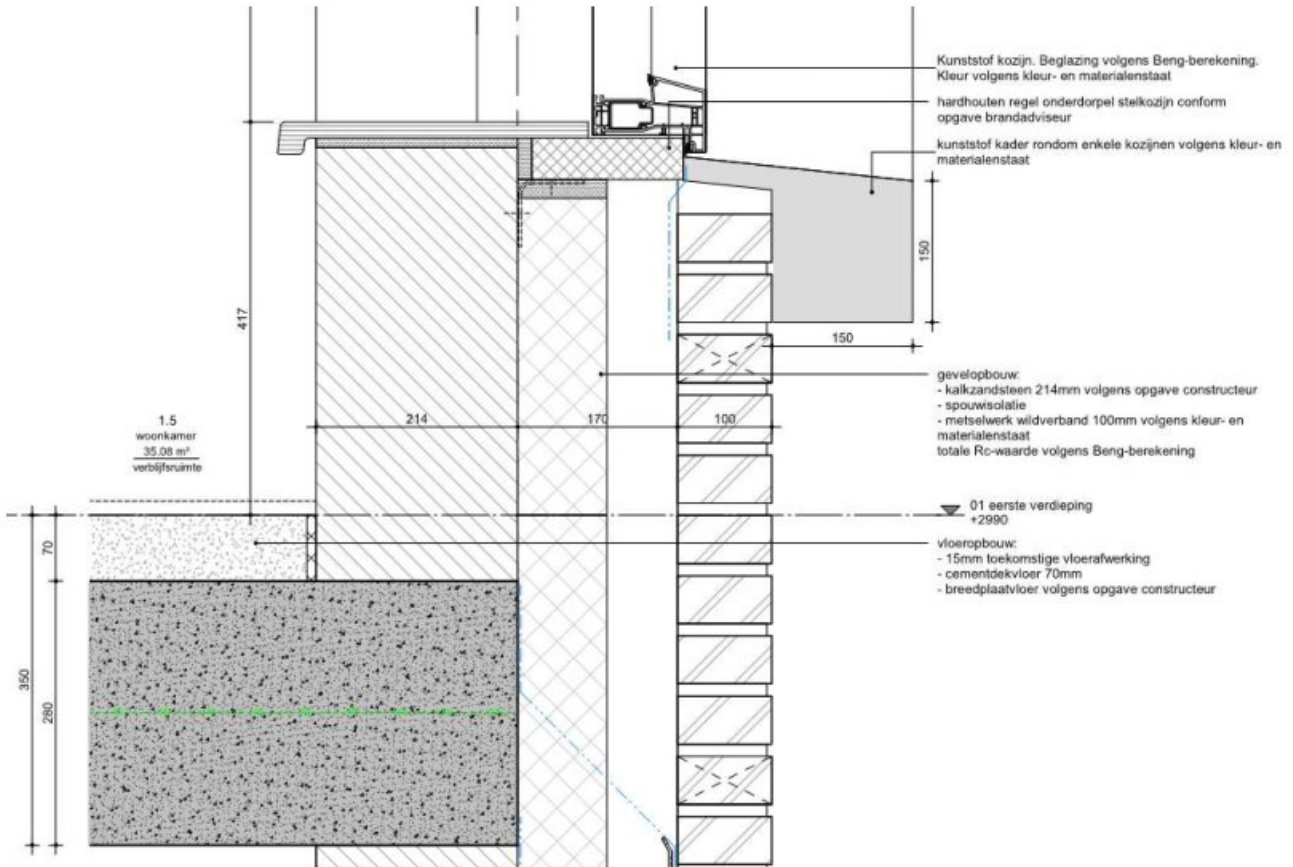 Kunststof kozijn. Beglazing volgens Beng-berekening.
Kleur volgens kleur- en materialenstaat
hardhouten regel onderdorpel stelkozijn conform
opgave brandadviseur
kunststof kader rondom enkele kozijnen volgens kleur- en
materialenstaat
150
150
417
gevelopbouw:
- kalkzandsteen 214mm volgens opgave constructeur
- spouwisolatie
- metselwerk wildverband 100mm volgens kleur- en
materialenstaat
totale Rc-waarde volgens Beng-berekening
214
170
100
1.5
woonkamer
35.08 m²
verblijfsruimte
01 eerste verdieping
+2990
70
vloeropbouw:
- 15mm toekomstige vloerafwerking
- cementdekvloer 70mm
- breedplaatvloer volgens opgave constructeur
350
280